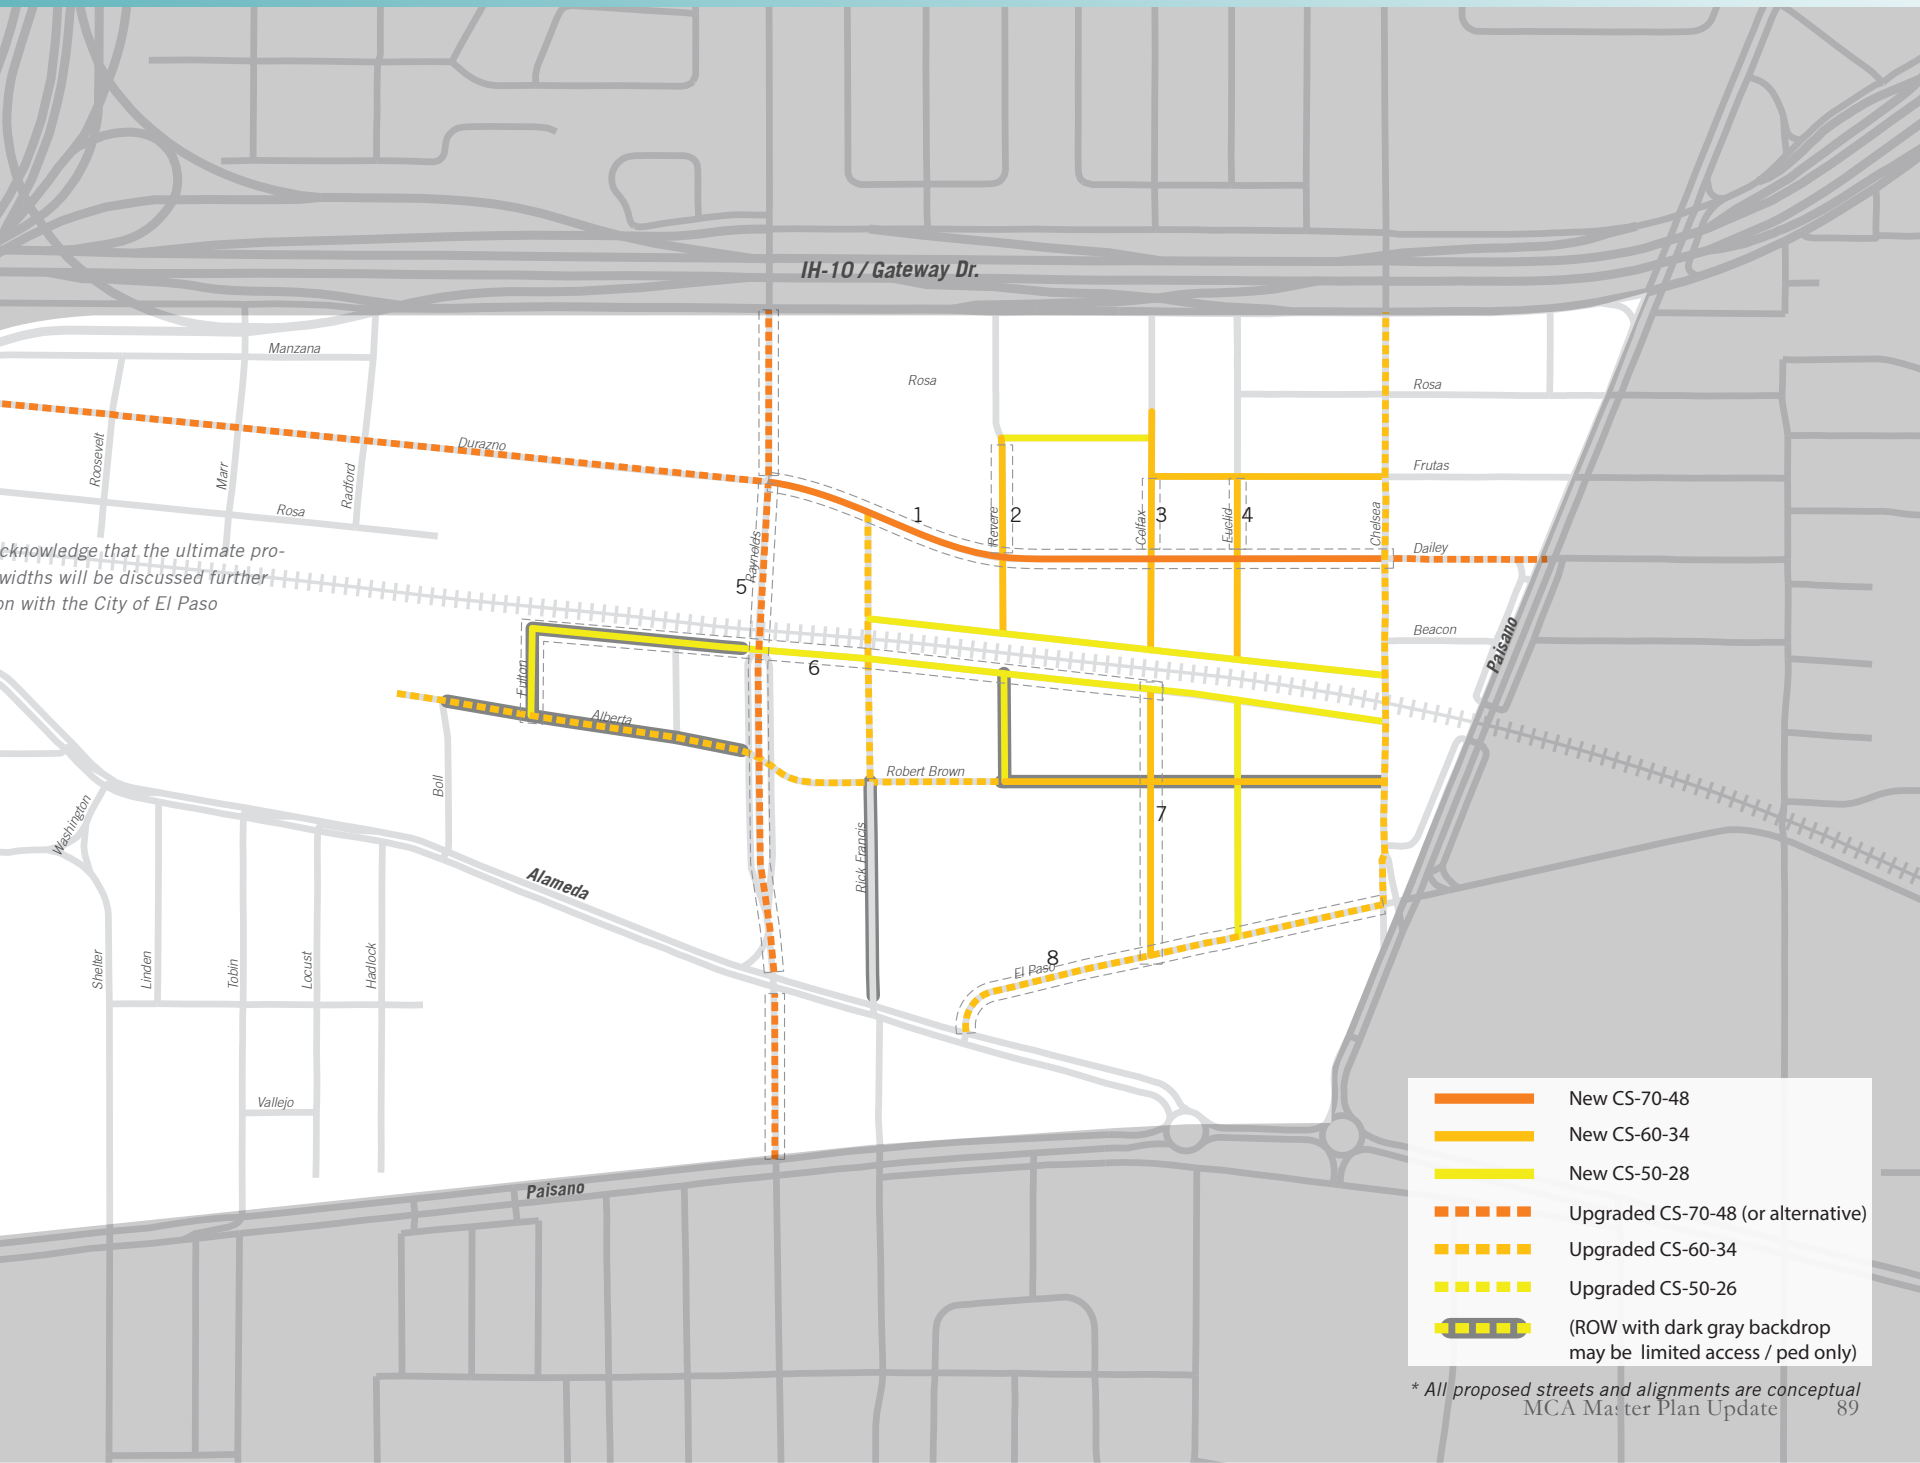 IH-10 / Gateway Dr.
Manzana
Rosa
Rosa
Durazno
Roosevelt
Marr
Radford
Rosa
Frutas
1
2
3
4
Revere
Colfax
Euclid
Chelsea
Dailey
cknowledge that the ultimate pro-
widths will be discussed further
on with the City of El Paso
Raynolds
5
Beacon
Paisano
6
Fulton
Alberta
Robert Brown
Boll
7
Washington
Rick Francis
Alameda
Shelter
Linden
Tobin
Locust
Hadlock
8
El Paso
Vallejo
Paisano
New CS-70-48
New CS-60-34
New CS-50-28
Upgraded CS-70-48 (or alternative)
Upgraded CS-60-34
Upgraded CS-50-26
(ROW with dark gray backdrop
may be limited access / ped only)
* All proposed streets and alignments are conceptual
MCA Master Plan Update 89